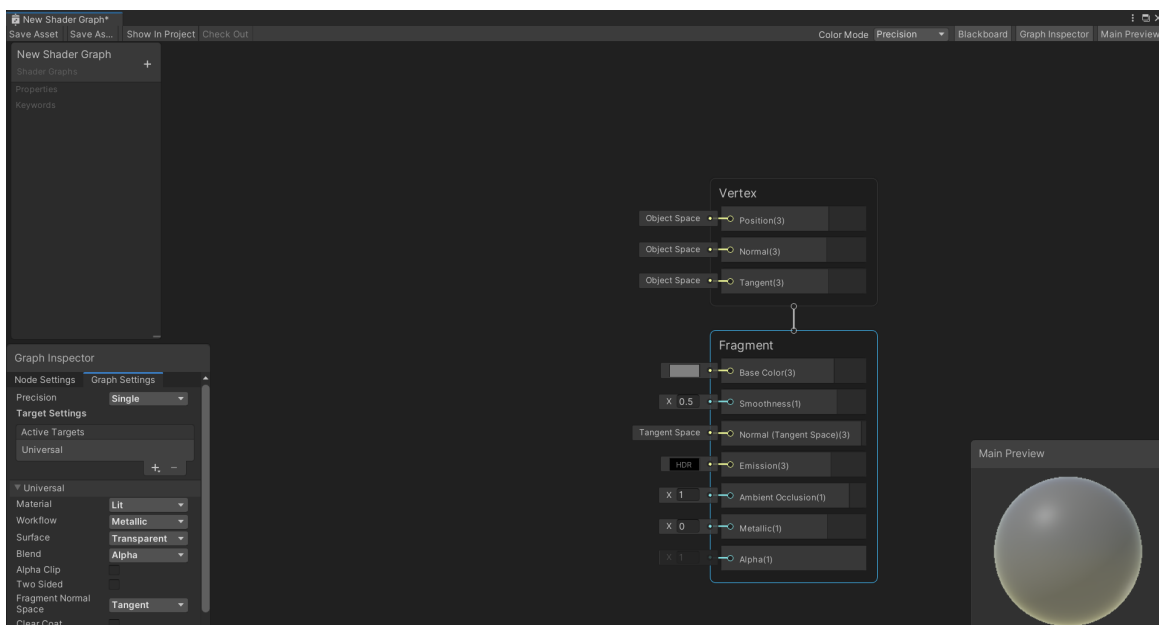 New Shader Graph*
Save Asset Save As... Show In Project Check Out Color Mode Precision Blackboard Graph Inspector Main Preview
New Shader Graph
+
Shader Graphs
Properties
Keywords
Vertex
Object Space Position(3)
Object Space Normal(3)
Object Space Tangent(3)
Fragment
Base Color(3)
X 0.5 Smoothness(1)
Tangent Space Normal (Tangent Space)(3)
HDR Emission(3)
X 1 Ambient Occlusion(1)
X 0 Metallic(1)
X 1 Alpha(1)
Graph Inspector
Node Settings Graph Settings
Precision Single
Target Settings
Active Targets
Universal
+ -
Universal
Material Lit
Workflow Metallic
Surface Transparent
Blend Alpha
Alpha Clip
Two Sided
Fragment Normal
Space Tangent
Clear Coat
Main Preview